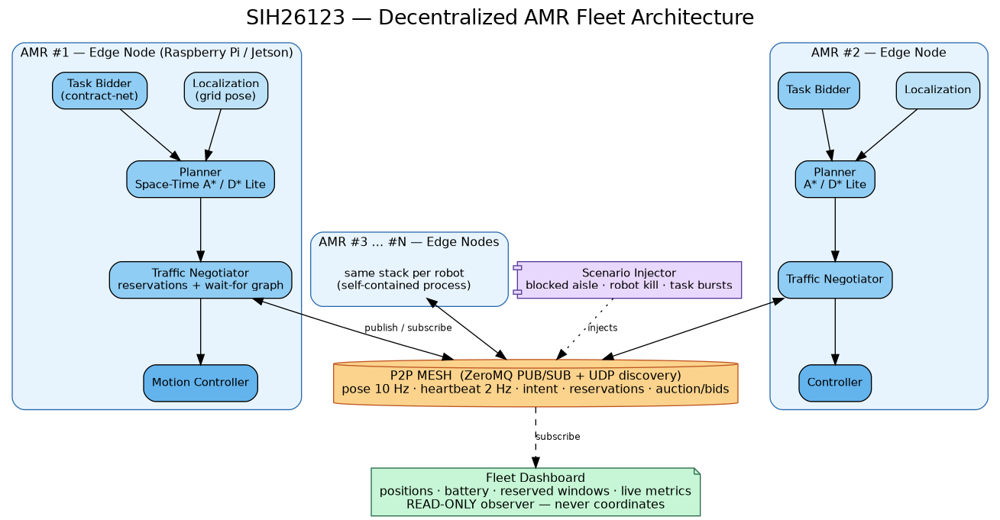 SIH26123 — Decentralized AMR Fleet Architecture
AMR #1 — Edge Node (Raspberry Pi / Jetson)
Task Bidder
(contract-net)
Localization
(grid pose)
Planner
Space-Time A* / D* Lite
Traffic Negotiator
reservations + wait-for graph
Motion Controller
AMR #3 ... #N — Edge Nodes
same stack per robot
(self-contained process)
Scenario Injector
blocked aisle · robot kill · task bursts
AMR #2 — Edge Node
Task Bidder
Localization
Planner
A* / D* Lite
Traffic Negotiator
Controller
publish / subscribe
injects
P2P MESH  (ZeroMQ PUB/SUB + UDP discovery)
pose 10 Hz · heartbeat 2 Hz · intent · reservations · auction/bids
subscribe
Fleet Dashboard
positions · battery · reserved windows · live metrics
READ-ONLY observer — never coordinates